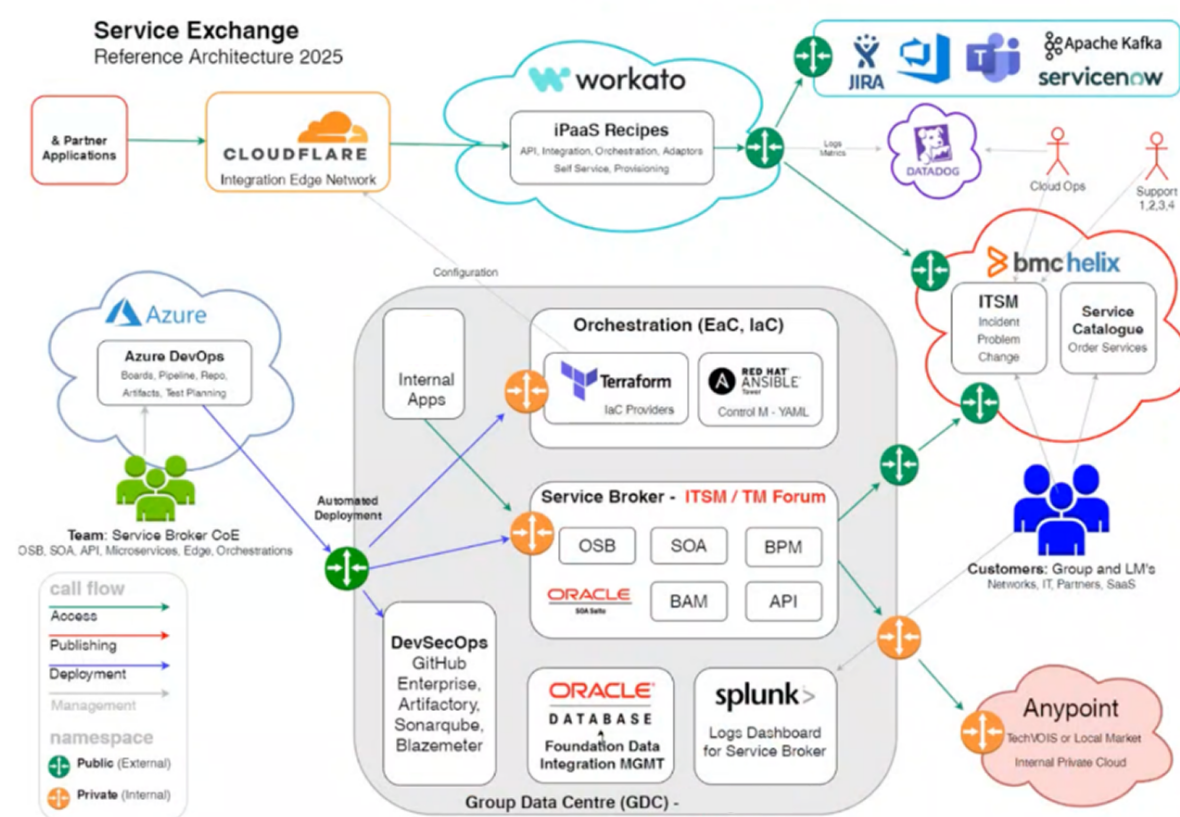 Service Exchange
Reference Architecture 2025
& Partner
Applications
CLOUDFLARE
Integration Edge Network
workato
iPaaS Recipes
API, Integration, Orchestration, Adaptors
Self Service, Provisioning
JIRA
T
Apache Kafka
servicenow
Logs
Metrics
DATADOG
Cloud Ops
Support
1,2,3,4
Configuration
bmc helix
ITSM
Incident
Problem
Change
Service
Catalogue
Order Services
Azure
Azure DevOps
Boards, Pipeline, Repo,
Artifacts, Test Planning
Internal
Apps
Orchestration (EaC, IaC)
Terraform
IaC Providers
A
RED HAT
ANSIBLE
Tower
Control M - YAML
Automated
Deployment
Team: Service Broker CoE
OSB, SOA, API, Microservices, Edge, Orchestrations
Service Broker - ITSM / TM Forum
OSB
SOA
BPM
ORACLE
SOA Suite
BAM
API
Customers: Group and LM's
Networks, IT, Partners, SaaS
call flow
Access
Publishing
Deployment
Management
namespace
Public (External)
Private (Internal)
DevSecOps
GitHub
Enterprise,
Artifactory,
Sonarqube,
Blazemeter
ORACLE
DATABASE
Foundation Data
Integration MGMT
splunk>
Logs Dashboard
for Service Broker
Anypoint
TechVOIS or Local Market
Internal Private Cloud
Group Data Centre (GDC) -